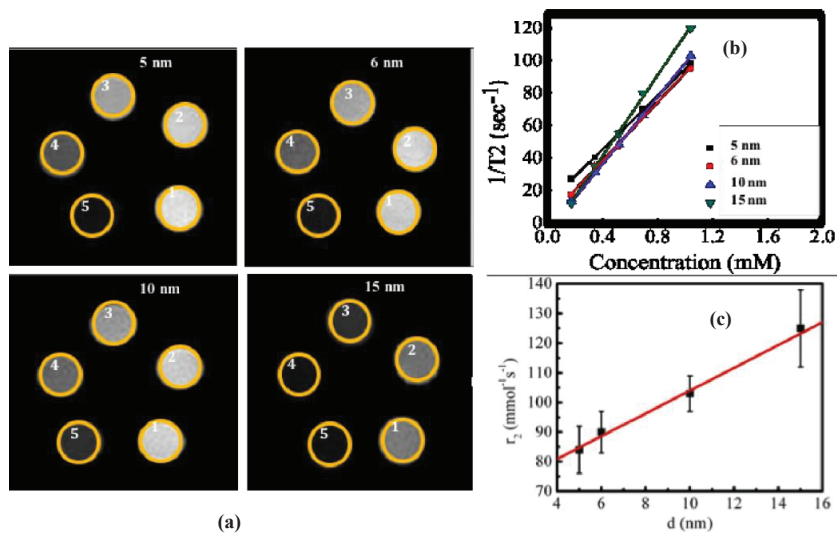 5 nm
3
2
4
5
1
6 nm
3
2
4
5
1
10 nm
3
2
4
5
1
15 nm
3
2
4
5
1
(a)
(b)
120
100
80
60
40
20
0
1/T2 (sec-1)
5 nm
6 nm
10 nm
15 nm
0.0 0.4 0.8 1.2 1.6 2.0
Concentration (mM)
(c)
140
130
120
110
100
90
80
70
r2 (mmol-1s-1)
4 6 8 10 12 14 16
d (nm)